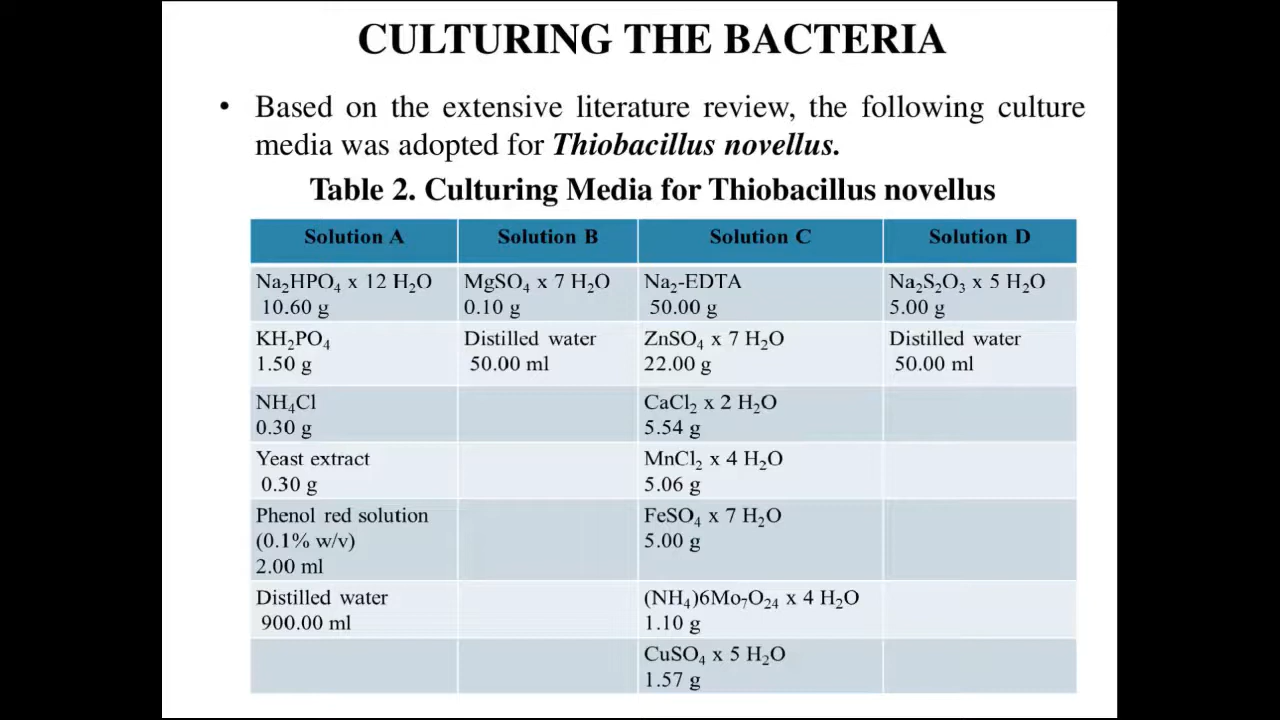 CULTURING THE BACTERIA
• Based on the extensive literature review, the following culture
media was adopted for Thiobacillus novellus.
Table 2. Culturing Media for Thiobacillus novellus
Solution A Solution B Solution C Solution D
Na₂HPO₄ x 12 H₂O MgSO₄ x 7 H₂O Na₂-EDTA Na₂S₂O₃ x 5 H₂O
10.60 g 0.10 g 50.00 g 5.00 g
KH₂PO₄ Distilled water ZnSO₄ x 7 H₂O Distilled water
1.50 g 50.00 ml 22.00 g 50.00 ml
NH₄Cl CaCl₂ x 2 H₂O
0.30 g 5.54 g
Yeast extract MnCl₂ x 4 H₂O
0.30 g 5.06 g
Phenol red solution FeSO₄ x 7 H₂O
(0.1% w/v) 5.00 g
2.00 ml
Distilled water (NH₄)6Mo₇O₂₄ x 4 H₂O
900.00 ml 1.10 g
CuSO₄ x 5 H₂O
1.57 g